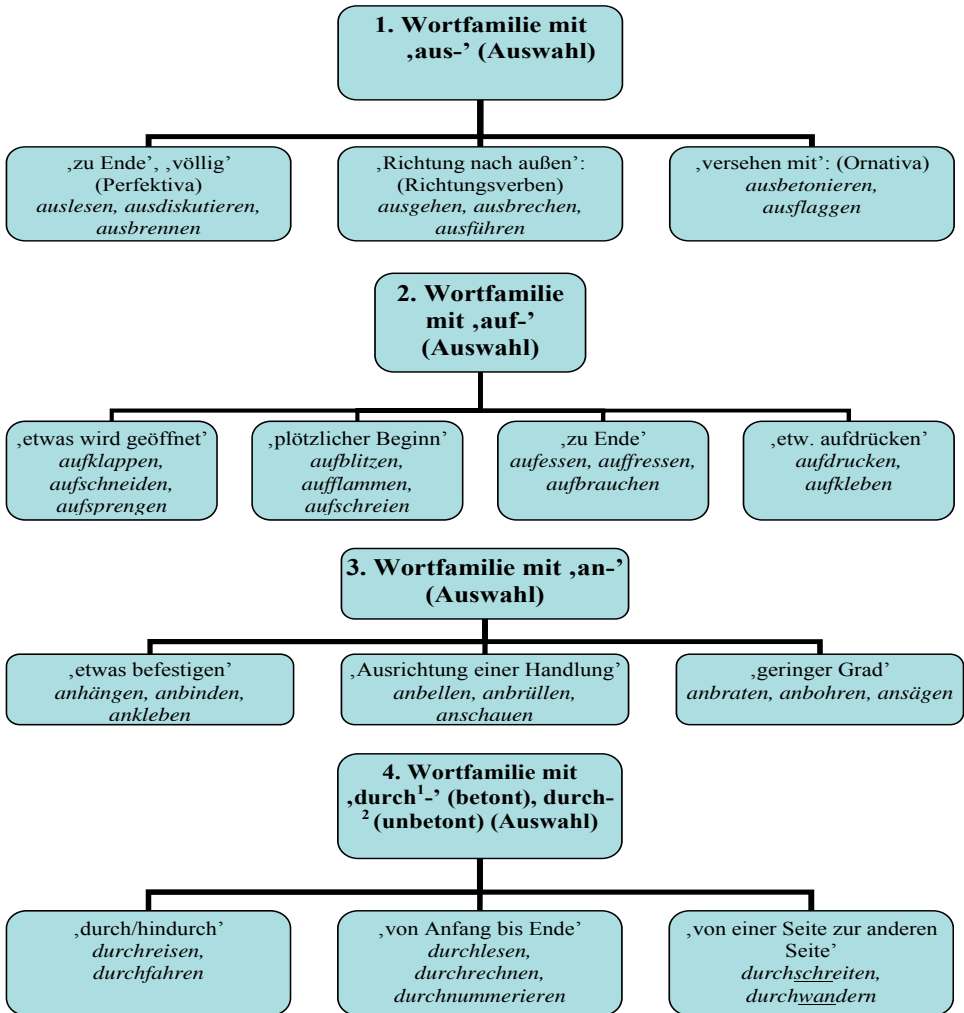 1. Wortfamilie mit
‚aus-’ (Auswahl)
‚zu Ende’, ‚völlig’
(Perfektiva)
auslesen, ausdiskutieren,
ausbrennen
‚Richtung nach außen’:
(Richtungsverben)
ausgehen, ausbrechen,
ausführen
‚versehen mit’: (Ornativa)
ausbetonieren,
ausflaggen
2. Wortfamilie
mit ‚auf-’
(Auswahl)
‚etwas wird geöffnet’
aufklappen,
aufschneiden,
aufsprengen
‚plötzlicher Beginn’
aufblitzen,
aufflammen,
aufschreien
‚zu Ende’
aufessen, auffressen,
aufbrauchen
‚etw. aufdrücken’
aufdrucken,
aufkleben
3. Wortfamilie mit ‚an-’
(Auswahl)
‚etwas befestigen’
anhängen, anbinden,
ankleben
‚Ausrichtung einer Handlung’
anbellen, anbrüllen,
anschauen
‚geringer Grad’
anbraten, anbohren, ansägen
4. Wortfamilie mit
‚durch¹-’ (betont), durch-
² (unbetont) (Auswahl)
‚durch/hindurch’
durchreisen,
durchfahren
‚von Anfang bis Ende’
durchlesen,
durchrechnen,
durchnummerieren
‚von einer Seite zur anderen
Seite’
durchschreiten,
durchwandern